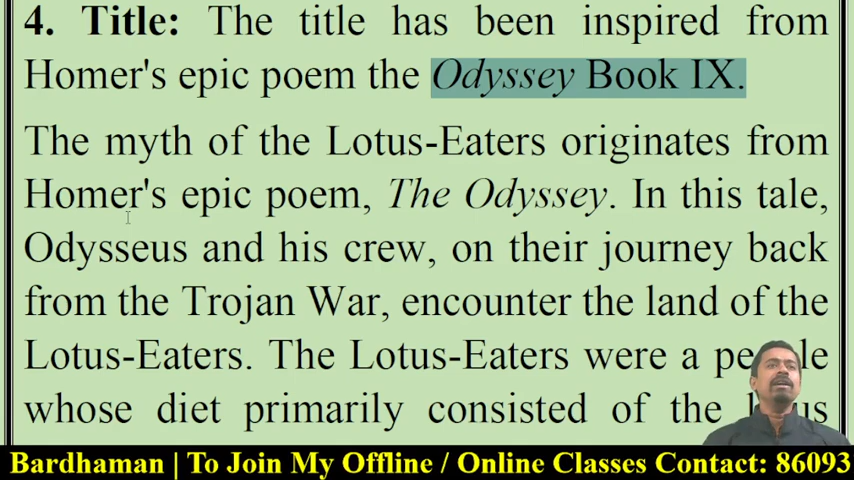 4. Title: The title has been inspired from
Homer's epic poem the Odyssey Book IX.
The myth of the Lotus-Eaters originates from
Homer's epic poem, The Odyssey. In this tale,
Odysseus and his crew, on their journey back
from the Trojan War, encounter the land of the
Lotus-Eaters. The Lotus-Eaters were a people
whose diet primarily consisted of the lotus
Bardhaman | To Join My Offline / Online Classes Contact: 86093